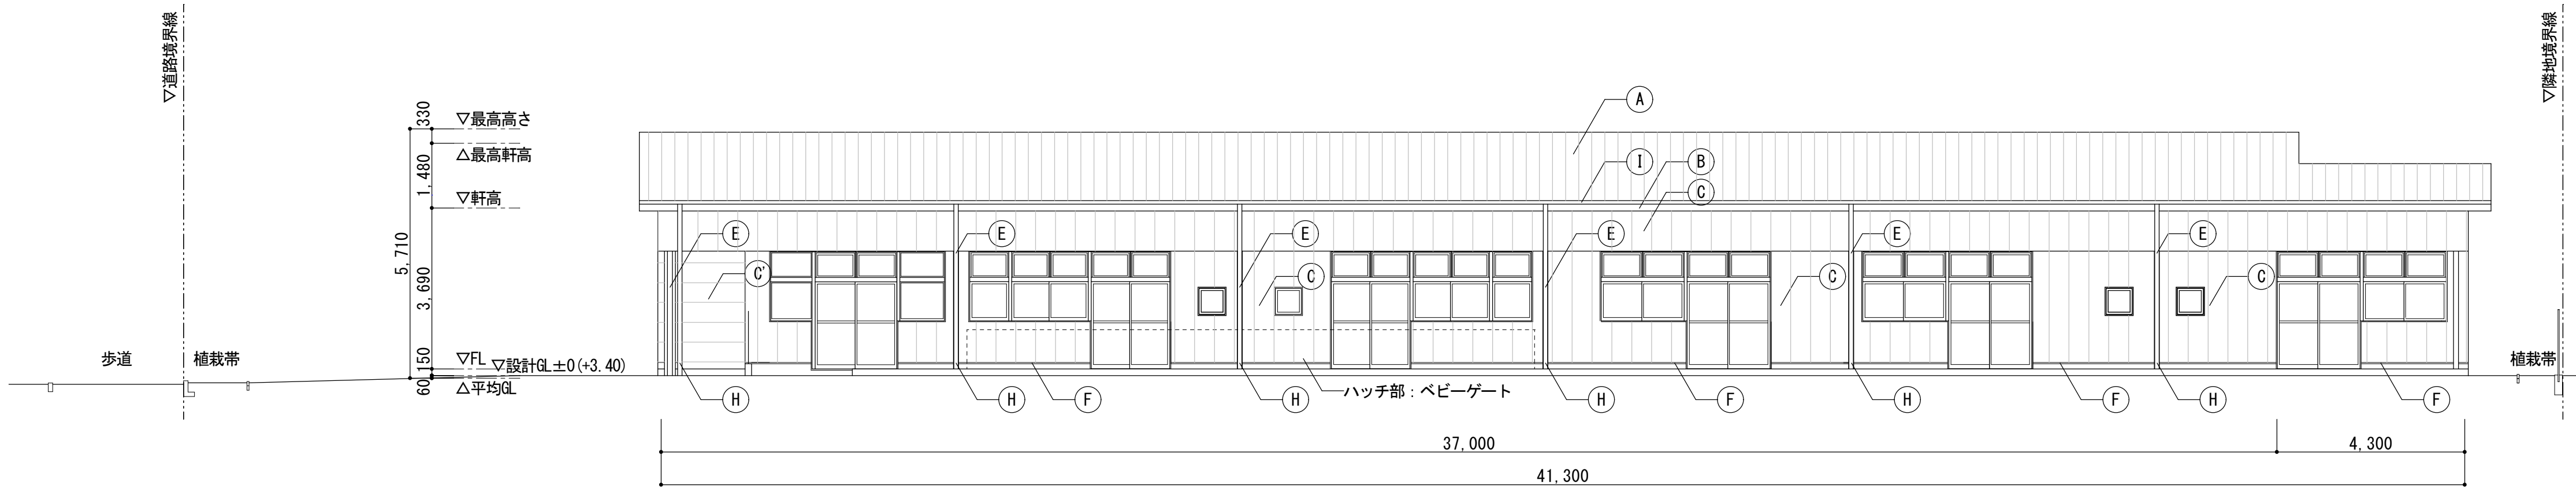 ▽道路境界線
▽隣地境界線
A
330
▽最高高さ
△最高軒高
1,480
I
B
C
▽軒高
E
E
E
E
E
E
5,710
C'
C
C
C
3,690
歩道
植栽帯
▽FL
150
▽設計GL±0(+3.40)
60
△平均GL
植栽帯
ハッチ部:ベビーゲート
H
H
F
H
H
F
H
F
H
F
37,000
4,300
41,300